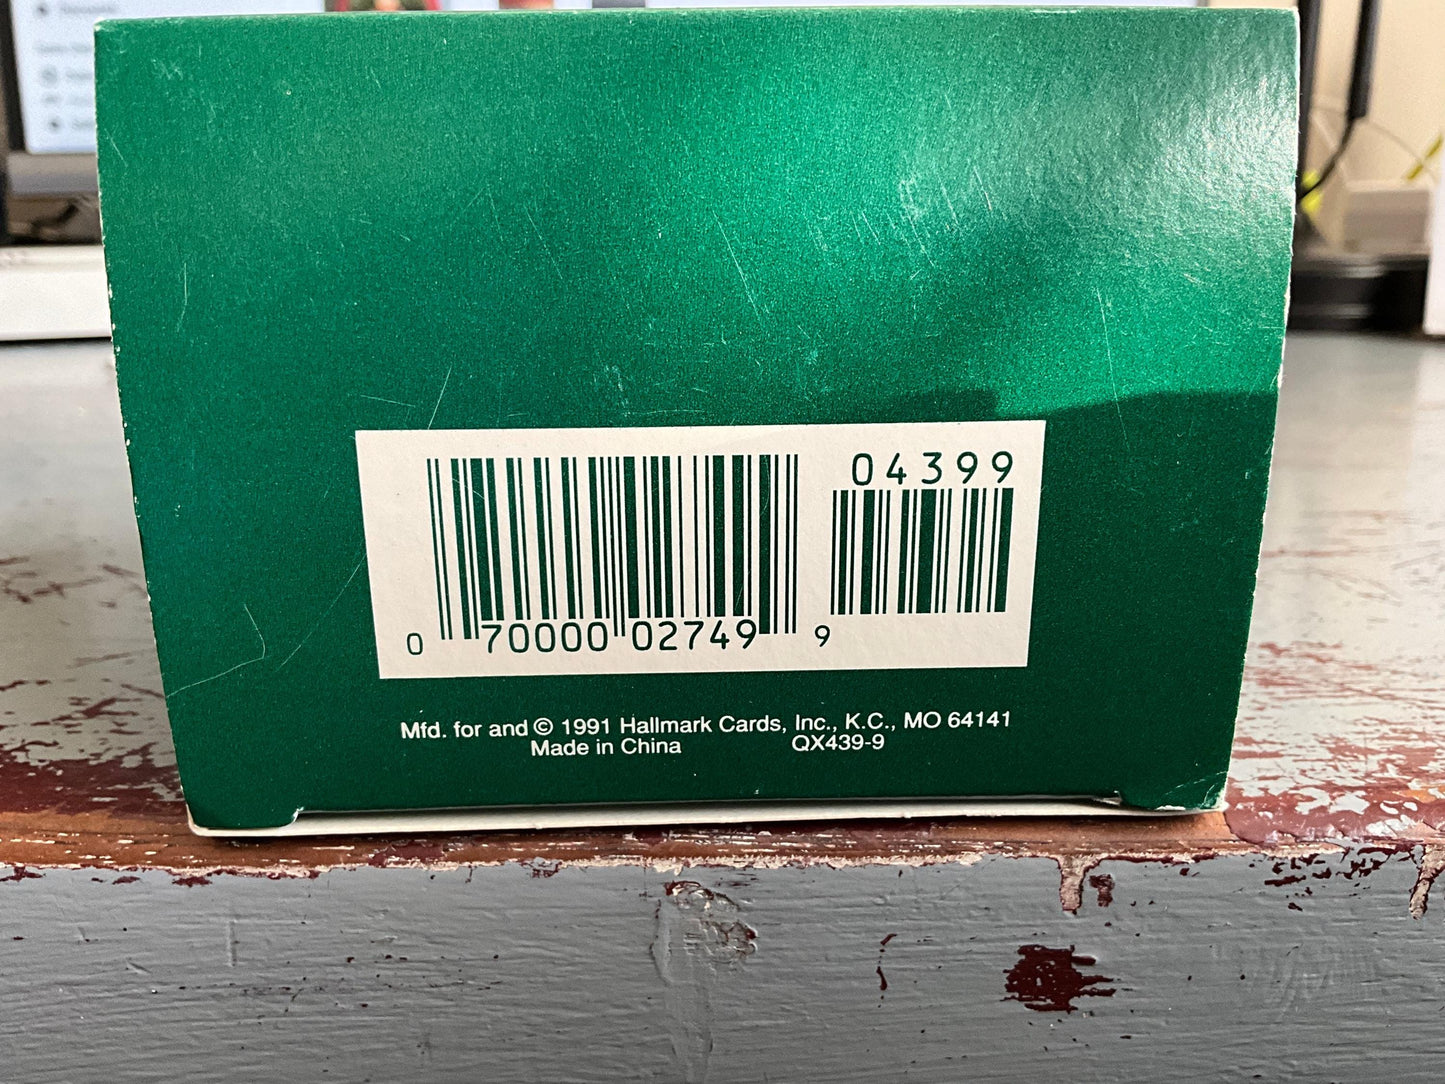 04399
0 70000 02749 9
Mfd. for and © 1991 Hallmark Cards, Inc., K.C., MO 64141
Made in China QX439-9